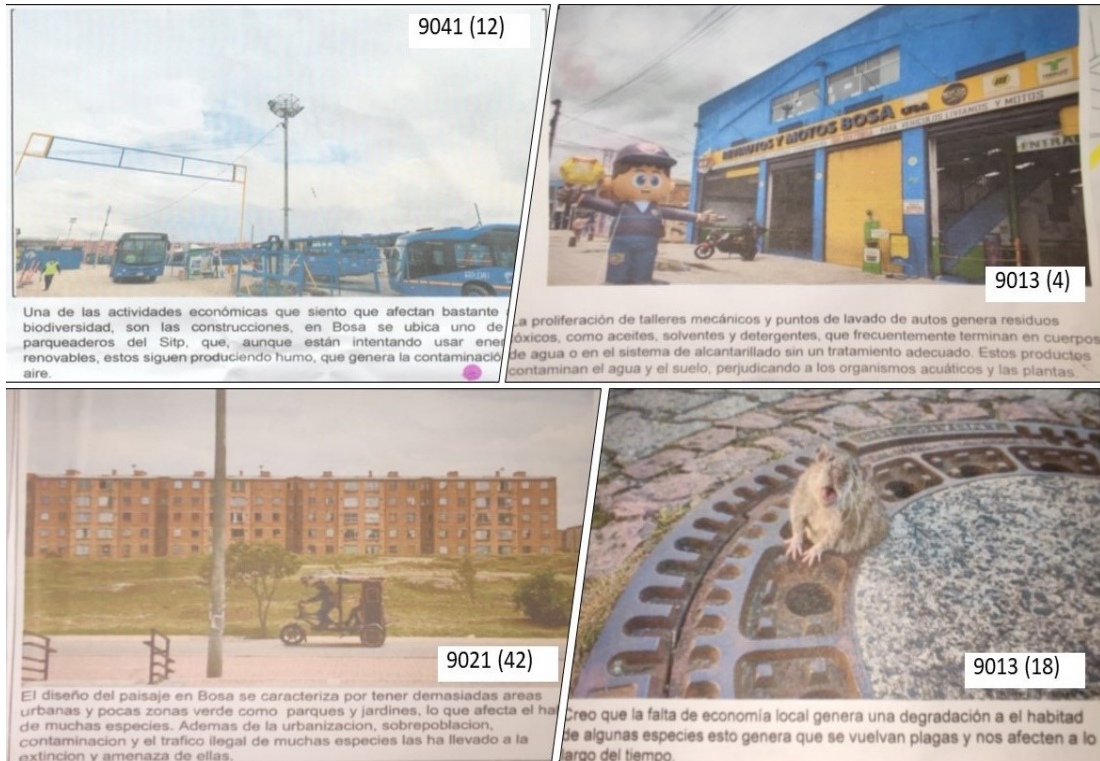 9041 (12)
Una de las actividades económicas que siento que afectan bastante
biodiversidad, son las construcciones, en Bosa se ubica uno de
parqueaderos del Sitp, que, aunque están intentando usar ener
renovables, estos siguen produciendo humo, que genera la contaminació
aire.
MOTOS BOSA LTDA
PARA VEHICULOS LIVIANOS Y MOTOS
ENTRA
9013 (4)
La proliferación de talleres mecánicos y puntos de lavado de autos genera residuos
óxicos, como aceites, solventes y detergentes, que frecuentemente terminan en cuerpos
de agua o en el sistema de alcantarillado sin un tratamiento adecuado. Estos productos
contaminan el agua y el suelo, perjudicando a los organismos acuáticos y las plantas
9021 (42)
El diseño del paisaje en Bosa se caracteriza por tener demasiadas areas
urbanas y pocas zonas verde como parques y jardines, lo que afecta el ha
de muchas especies. Ademas de la urbanizacion, sobrepoblacion,
contaminacion y el trafico ilegal de muchas especies las ha llevado a la
extincion y amenaza de ellas.
9013 (18)
Creo que la falta de economía local genera una degradación a el habitad
de algunas especies esto genera que se vuelvan plagas y nos afecten a lo
largo del tiempo.